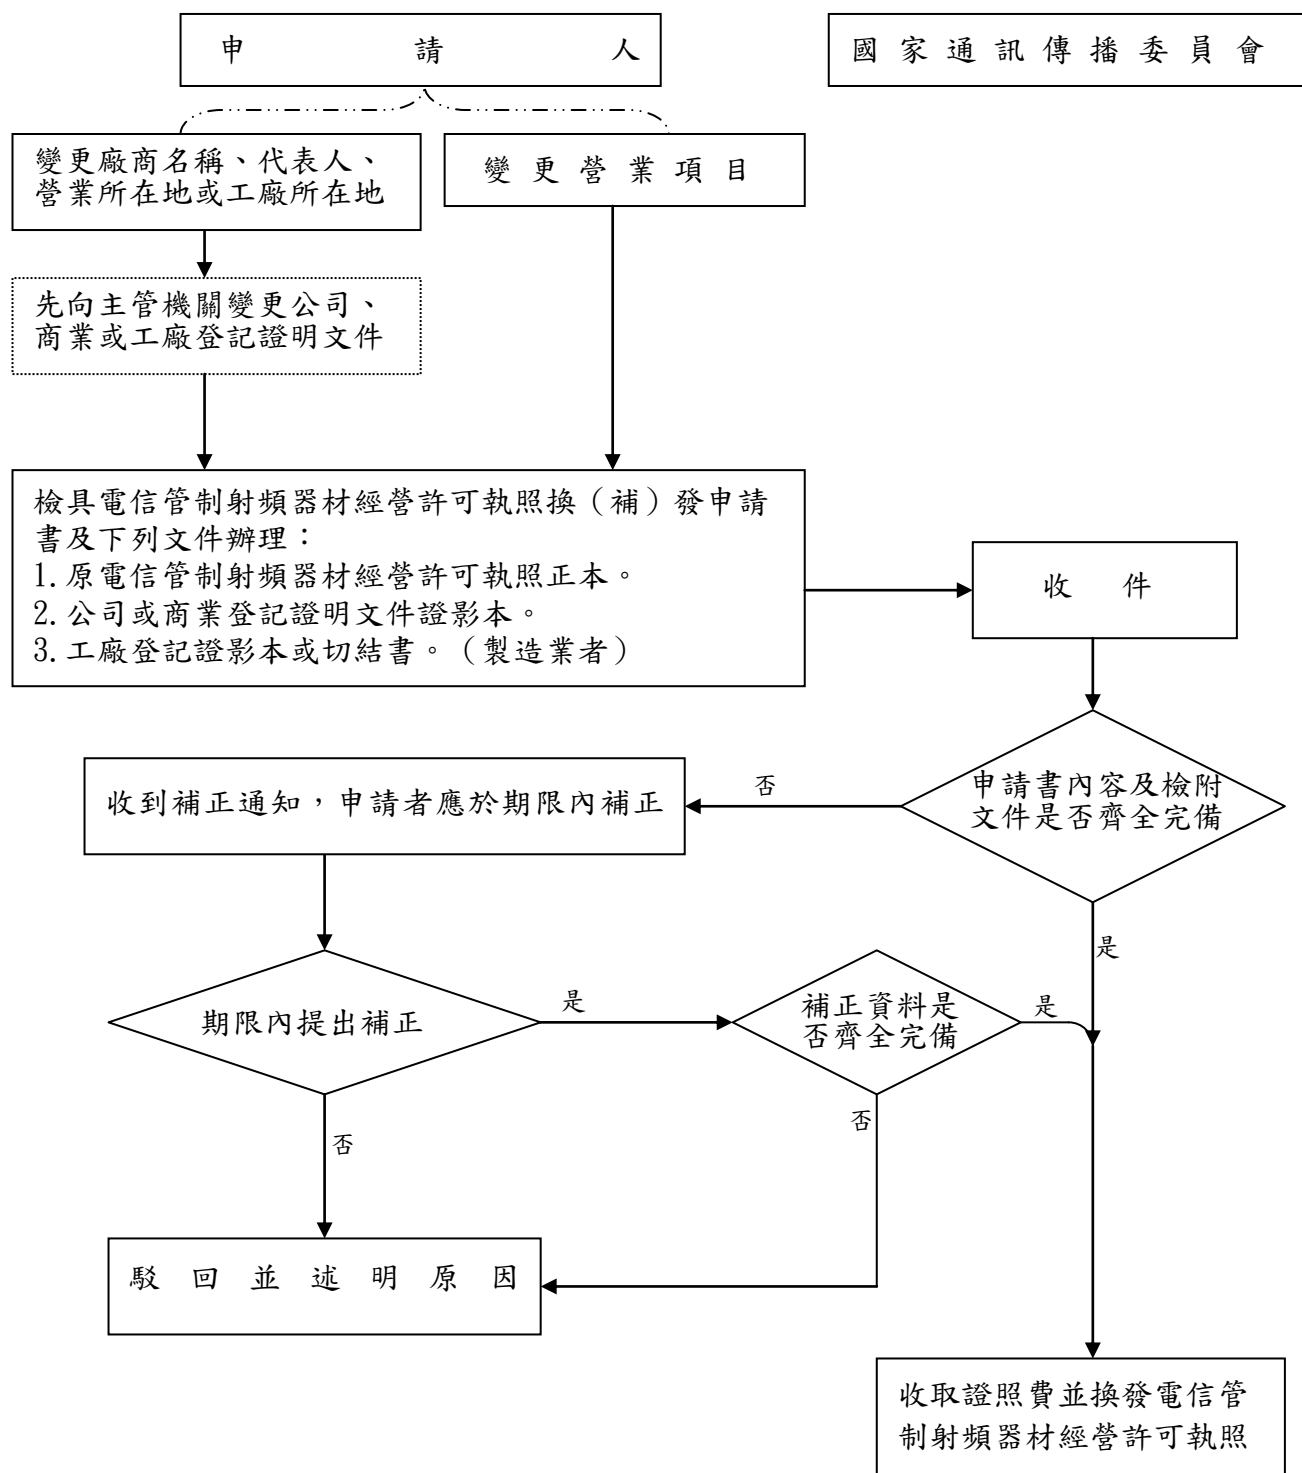 申請人
國家通訊傳播委員會
變更廠商名稱、代表人、
營業所在地或工廠所在地
變更營業項目
先向主管機關變更公司、
商業或工廠登記證明文件
檢具電信管制射頻器材經營許可執照換（補）發申請
書及下列文件辦理：
1.原電信管制射頻器材經營許可執照正本。
2.公司或商業登記證明文件證影本。
3.工廠登記證影本或切結書。（製造業者）
收件
申請書內容及檢附
文件是否齊全完備
否
收到補正通知，申請者應於期限內補正
是
期限內提出補正
是
補正資料是
否齊全完備
是
否
否
駁回並述明原因
收取證照費並換發電信管
制射頻器材經營許可執照